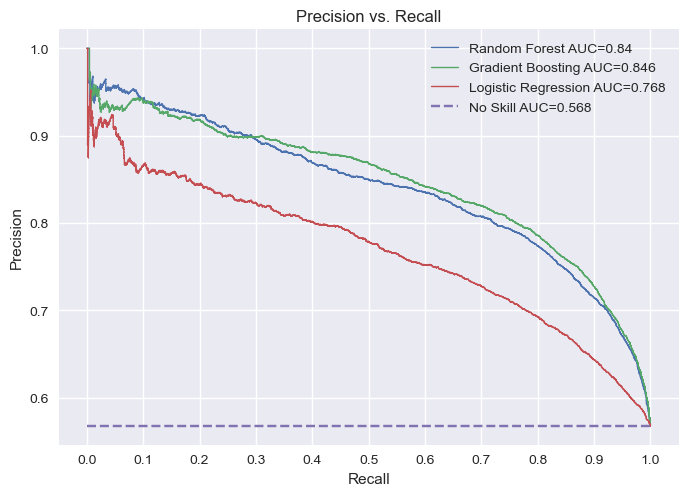 Precision vs. Recall
Random Forest AUC=0.84
Gradient Boosting AUC=0.846
Logistic Regression AUC=0.768
No Skill AUC=0.568
Precision
1.0
0.9
0.8
0.7
0.6
0.0 0.1 0.2 0.3 0.4 0.5 0.6 0.7 0.8 0.9 1.0
Recall